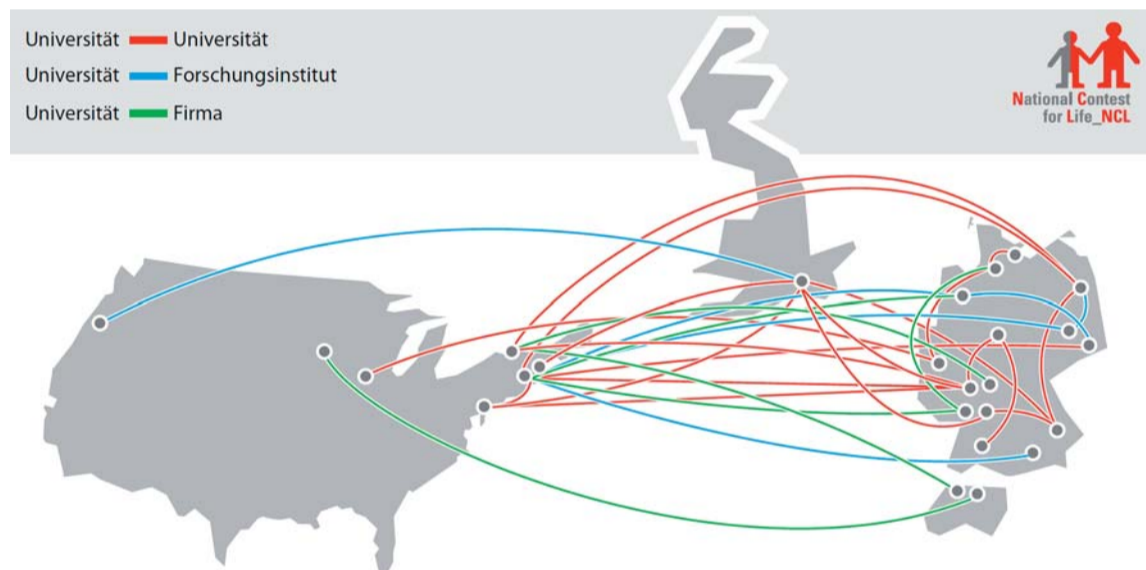 Universität Universität
Universität Forschungsinstitut
Universität Firma
National Contest
for Life_NCL